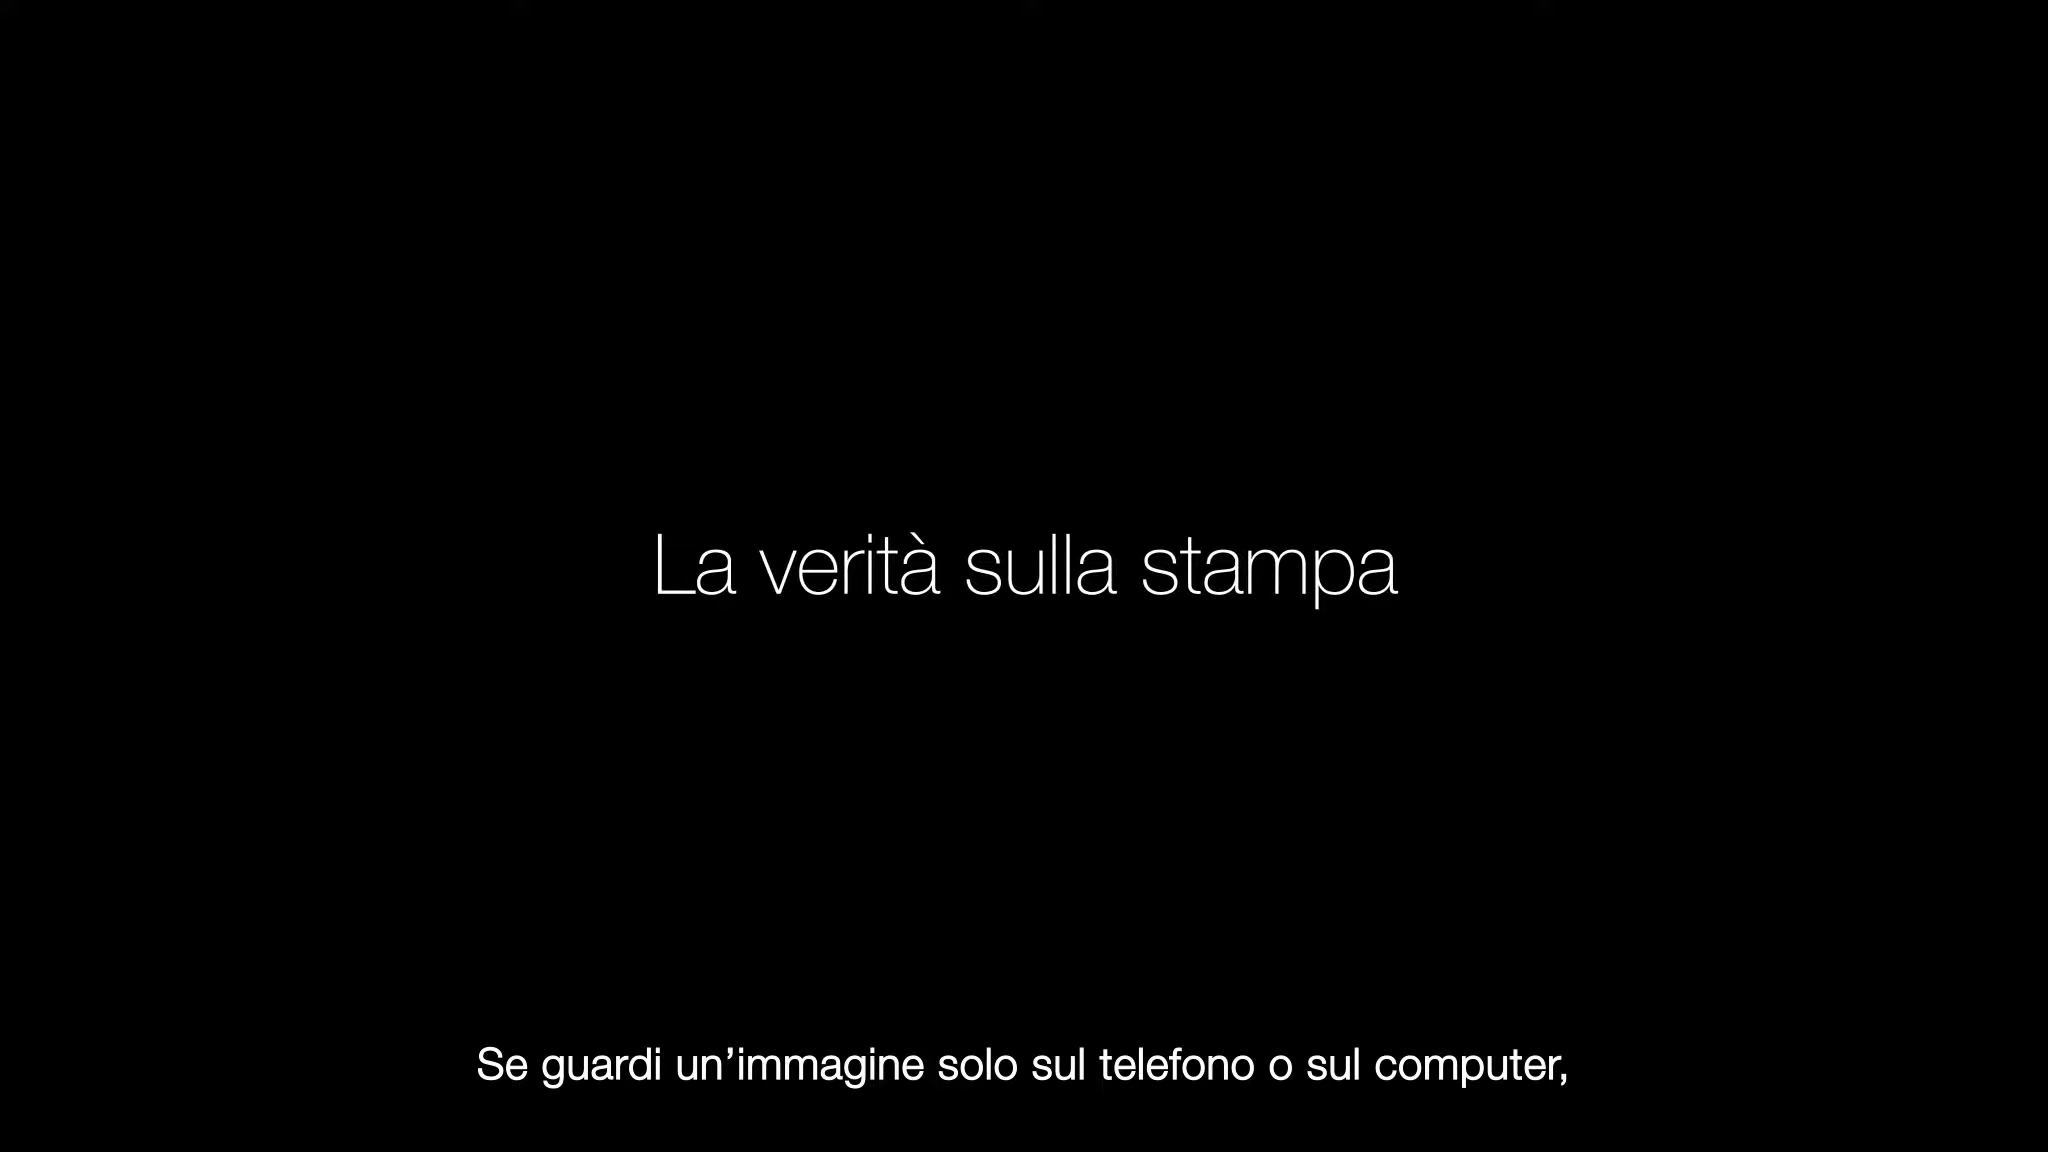 La verità sulla stampa
Se guardi un’immagine solo sul telefono o sul computer,